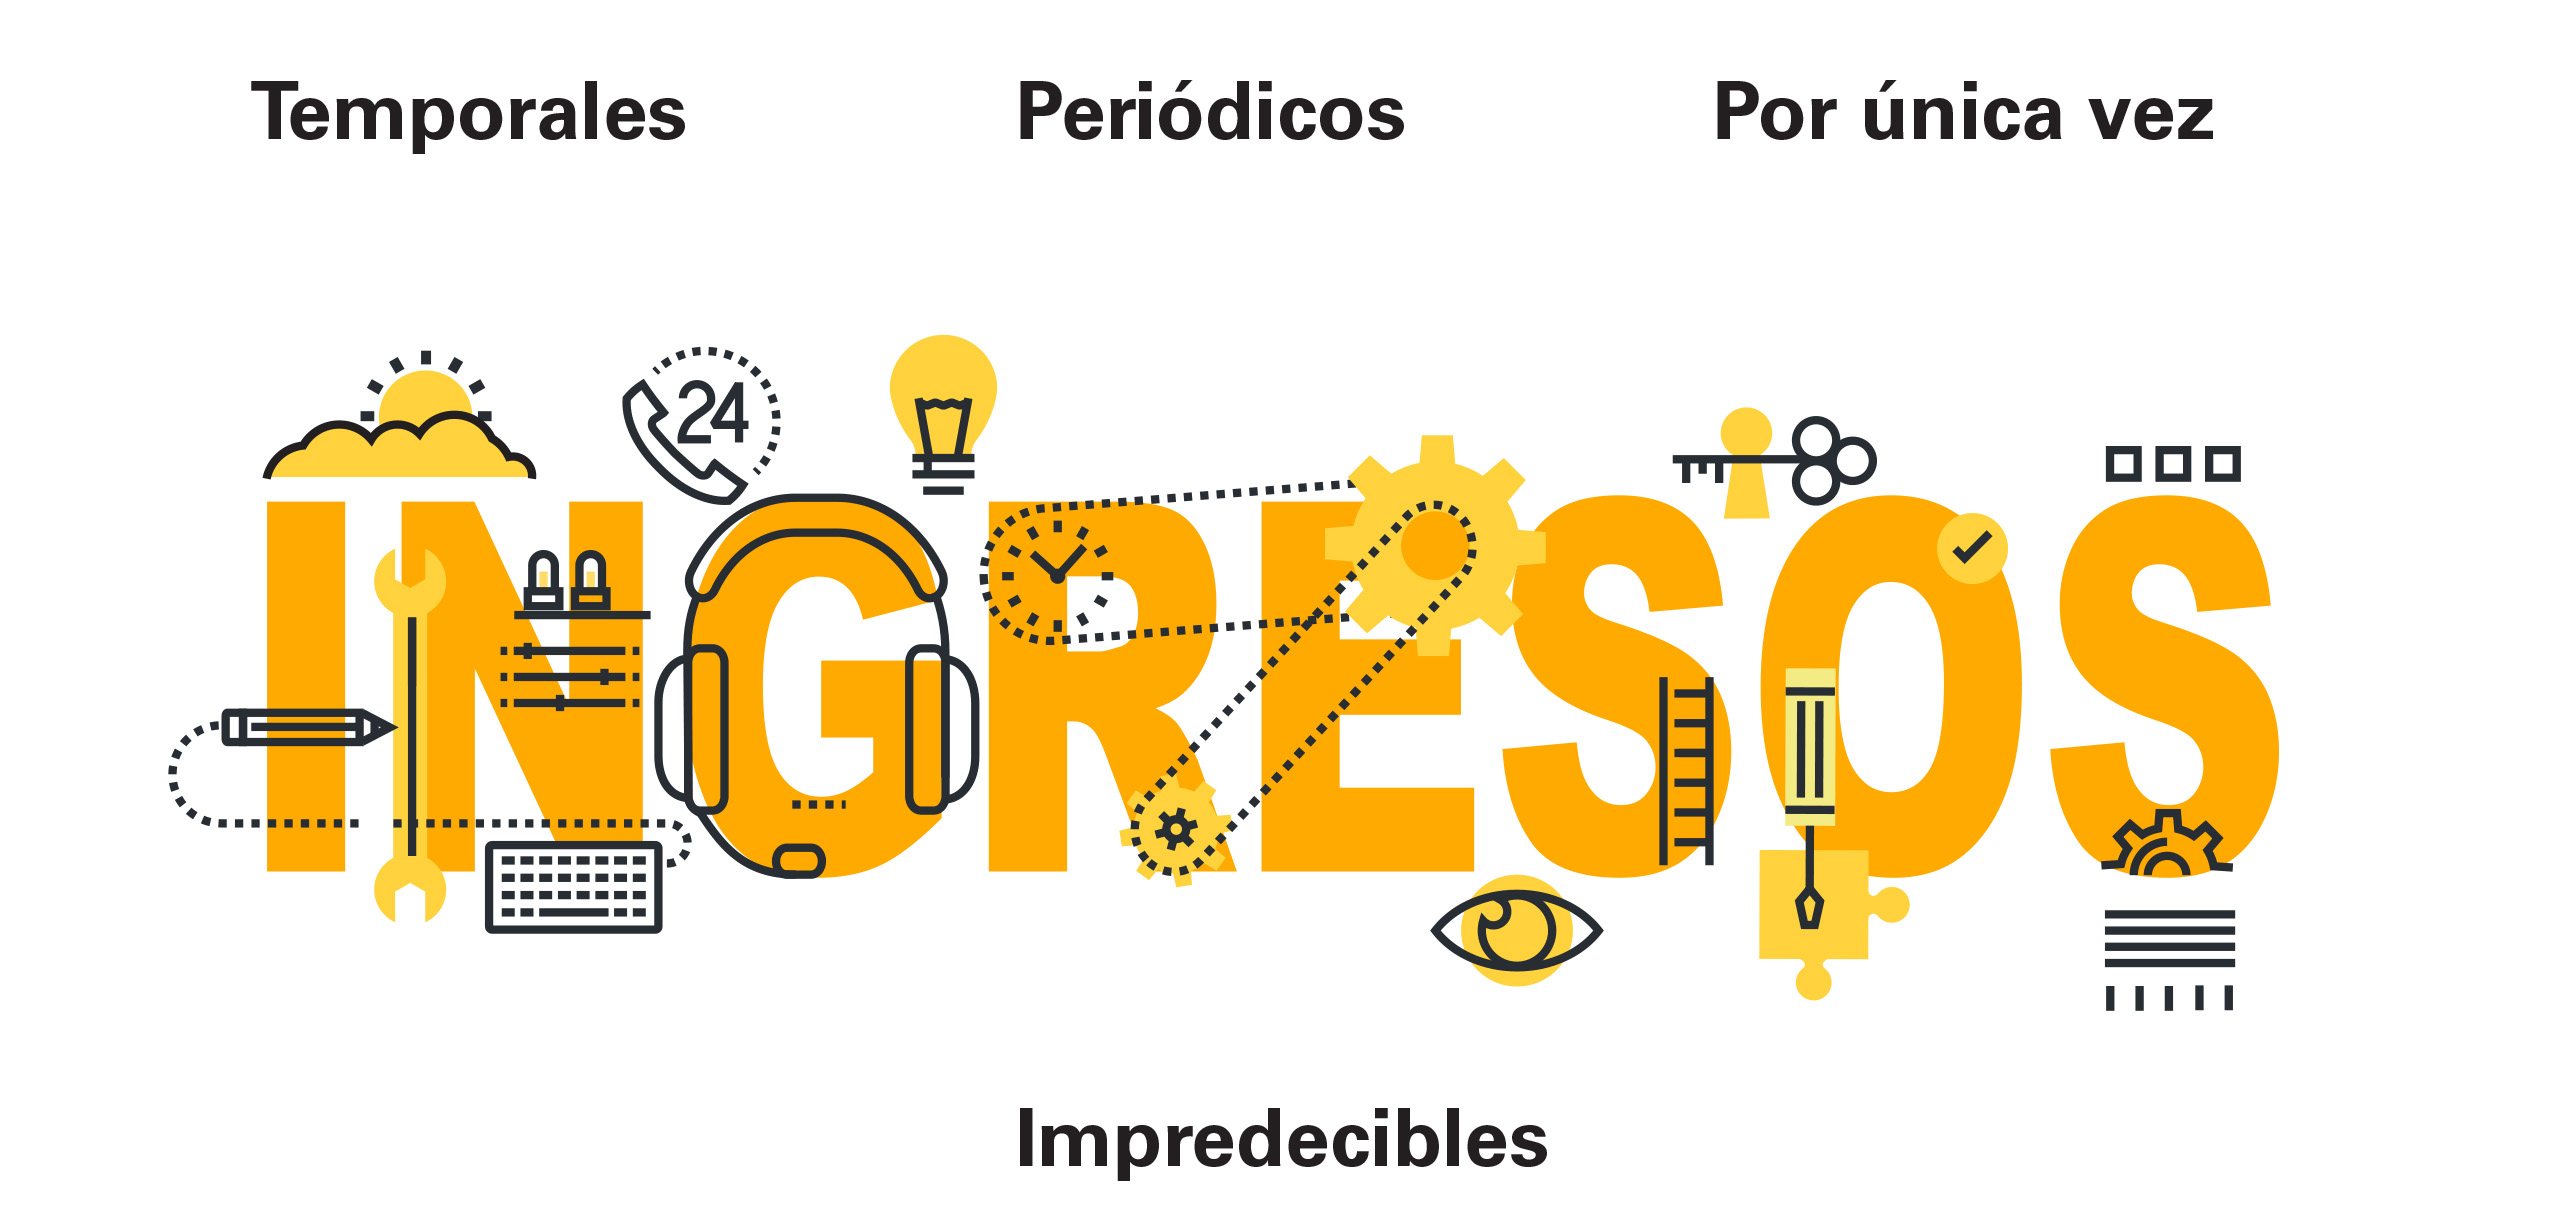 Temporales
Periódicos
Por única vez
24
INGRESOS
Impredecibles